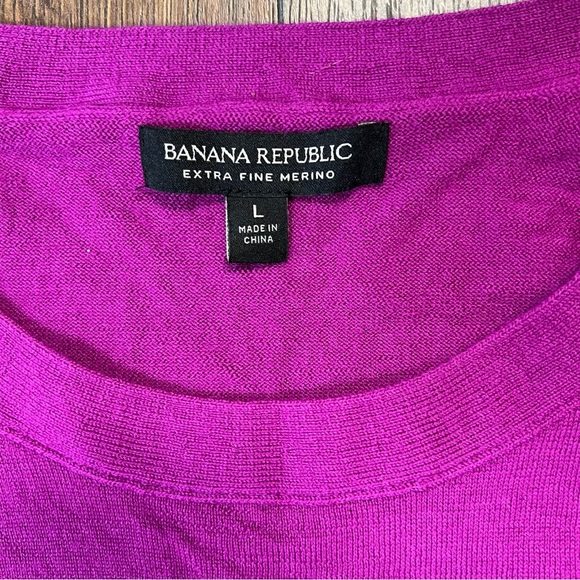 BANANA REPUBLIC
EXTRA FINE MERINO
L
MADE IN
CHINA